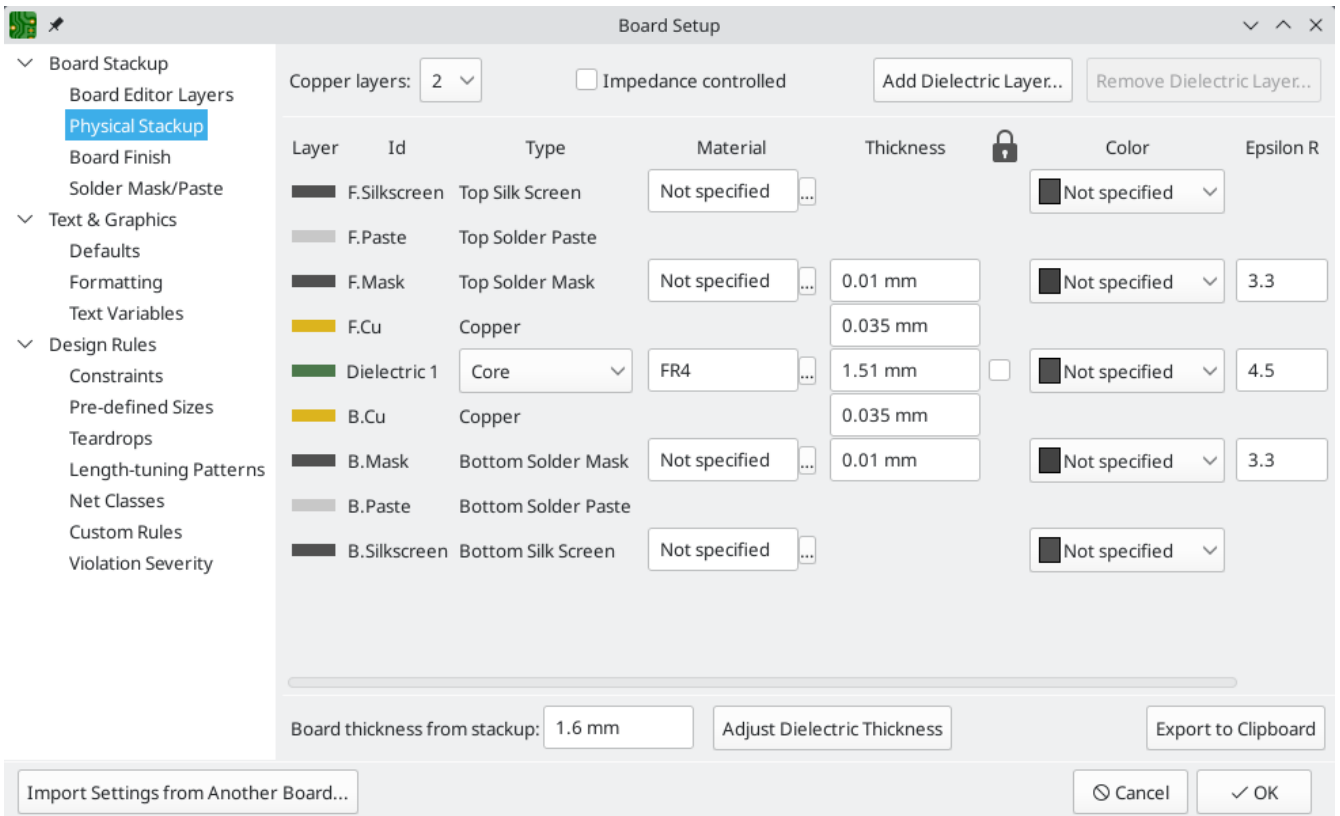 Board Setup
Board Stackup
Board Editor Layers
Physical Stackup
Board Finish
Solder Mask/Paste
Text & Graphics
Defaults
Formatting
Text Variables
Design Rules
Constraints
Pre-defined Sizes
Teardrops
Length-tuning Patterns
Net Classes
Custom Rules
Violation Severity
Copper layers: 2 Impedance controlled Add Dielectric Layer... Remove Dielectric Layer...
Layer Id Type Material Thickness Color Epsilon R
F.Silkscreen Top Silk Screen Not specified ... Not specified
F.Paste Top Solder Paste
F.Mask Top Solder Mask Not specified ... 0.01 mm Not specified 3.3
F.Cu Copper 0.035 mm
Dielectric 1 Core FR4 ... 1.51 mm Not specified 4.5
B.Cu Copper 0.035 mm
B.Mask Bottom Solder Mask Not specified ... 0.01 mm Not specified 3.3
B.Paste Bottom Solder Paste
B.Silkscreen Bottom Silk Screen Not specified ... Not specified
Board thickness from stackup: 1.6 mm Adjust Dielectric Thickness Export to Clipboard
Import Settings from Another Board... Cancel OK